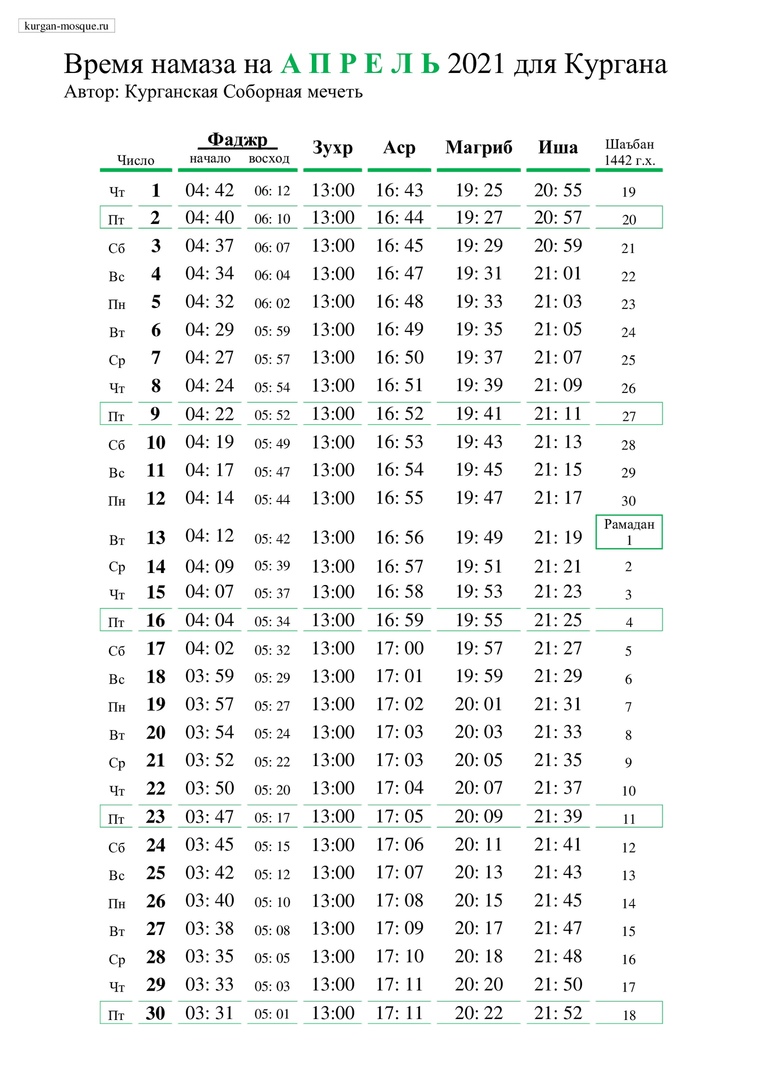 kurgan-mosque.ru
Время намаза на А П Р Е Л Ь 2021 для Кургана
Автор: Курганская Соборная мечеть
Число Фаджр начало восход Зухр Аср Магриб Иша Шаъбан 1442 г.х.
Чт 1 04: 42 06: 12 13:00 16: 43 19: 25 20: 55 19
Пт 2 04: 40 06: 10 13:00 16: 44 19: 27 20: 57 20
Сб 3 04: 37 06: 07 13:00 16: 45 19: 29 20: 59 21
Вс 4 04: 34 06: 04 13:00 16: 47 19: 31 21: 01 22
Пн 5 04: 32 06: 02 13:00 16: 48 19: 33 21: 03 23
Вт 6 04: 29 05: 59 13:00 16: 49 19: 35 21: 05 24
Ср 7 04: 27 05: 57 13:00 16: 50 19: 37 21: 07 25
Чт 8 04: 24 05: 54 13:00 16: 51 19: 39 21: 09 26
Пт 9 04: 22 05: 52 13:00 16: 52 19: 41 21: 11 27
Сб 10 04: 19 05: 49 13:00 16: 53 19: 43 21: 13 28
Вс 11 04: 17 05: 47 13:00 16: 54 19: 45 21: 15 29
Пн 12 04: 14 05: 44 13:00 16: 55 19: 47 21: 17 30
Вт 13 04: 12 05: 42 13:00 16: 56 19: 49 21: 19 Рамадан 1
Ср 14 04: 09 05: 39 13:00 16: 57 19: 51 21: 21 2
Чт 15 04: 07 05: 37 13:00 16: 58 19: 53 21: 23 3
Пт 16 04: 04 05: 34 13:00 16: 59 19: 55 21: 25 4
Сб 17 04: 02 05: 32 13:00 17: 00 19: 57 21: 27 5
Вс 18 03: 59 05: 29 13:00 17: 01 19: 59 21: 29 6
Пн 19 03: 57 05: 27 13:00 17: 02 20: 01 21: 31 7
Вт 20 03: 54 05: 24 13:00 17: 03 20: 03 21: 33 8
Ср 21 03: 52 05: 22 13:00 17: 03 20: 05 21: 35 9
Чт 22 03: 50 05: 20 13:00 17: 04 20: 07 21: 37 10
Пт 23 03: 47 05: 17 13:00 17: 05 20: 09 21: 39 11
Сб 24 03: 45 05: 15 13:00 17: 06 20: 11 21: 41 12
Вс 25 03: 42 05: 12 13:00 17: 07 20: 13 21: 43 13
Пн 26 03: 40 05: 10 13:00 17: 08 20: 15 21: 45 14
Вт 27 03: 38 05: 08 13:00 17: 09 20: 17 21: 47 15
Ср 28 03: 35 05: 05 13:00 17: 10 20: 18 21: 48 16
Чт 29 03: 33 05: 03 13:00 17: 11 20: 20 21: 50 17
Пт 30 03: 31 05: 01 13:00 17: 11 20: 22 21: 52 18